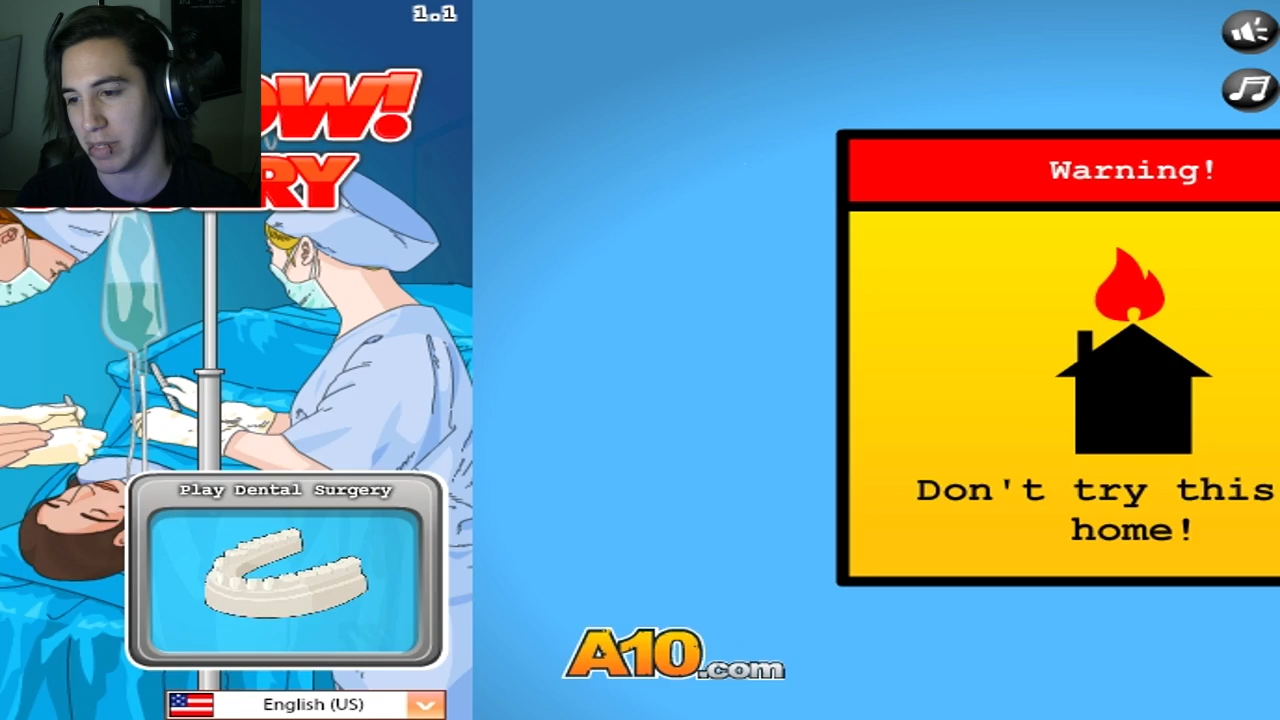 1.1
OW!
RY
Play Dental Surgery
English (US)
Warning!
Don't try this
home!
A10.com